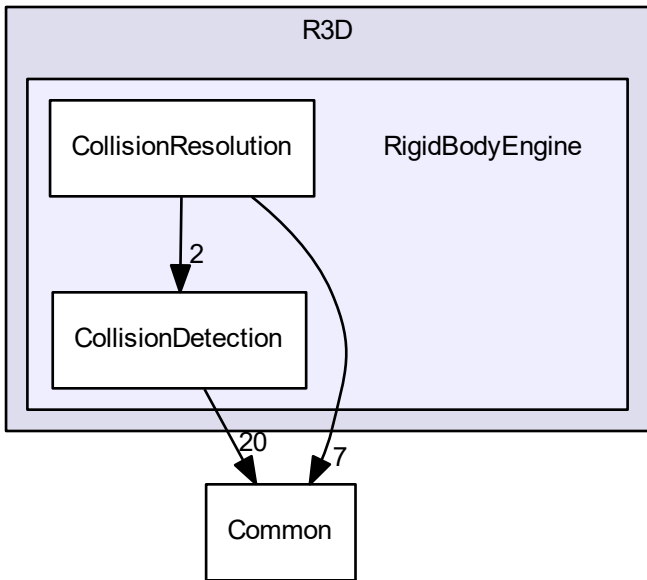 R3D
CollisionResolution
RigidBodyEngine
2
CollisionDetection
20
7
Common